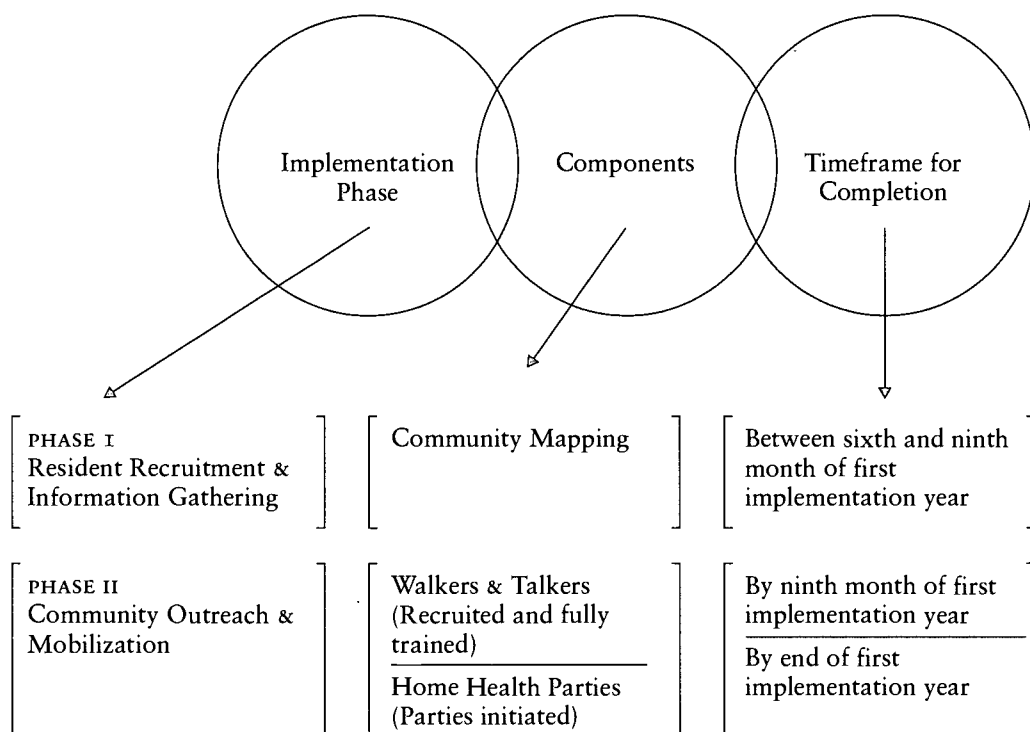 Implementation
Phase
Components
Timeframe for
Completion
PHASE I
Resident Recruitment &
Information Gathering
Community Mapping
Between sixth and ninth
month of first
implementation year
PHASE II
Community Outreach &
Mobilization
Walkers & Talkers
(Recruited and fully
trained)
Home Health Parties
(Parties initiated)
By ninth month of first
implementation year
By end of first
implementation year